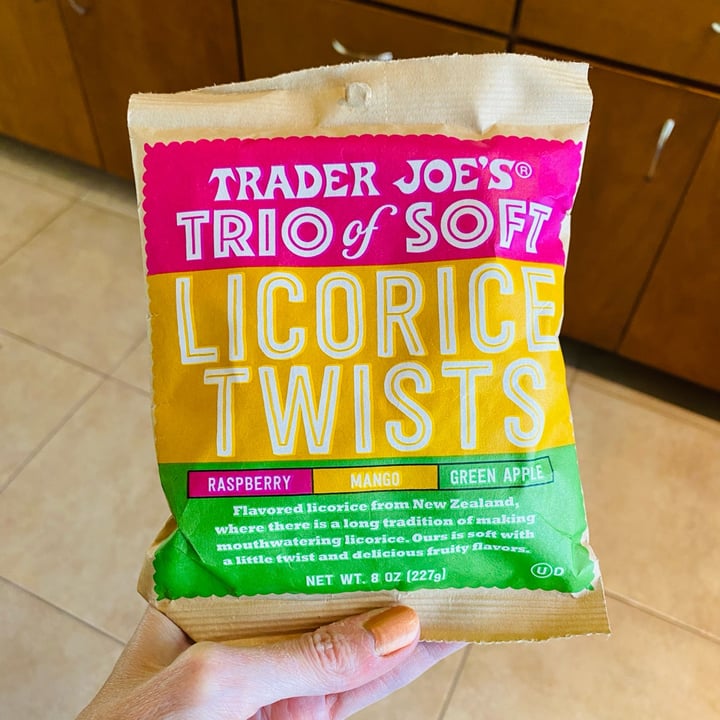 TRADER JOE'S®
TRIO of SOFT
LICORICE
TWISTS
RASPBERRY MANGO GREEN APPLE
Flavored licorice from New Zealand,
where there is a long tradition of making
mouthwatering licorice. Ours is soft with
a little twist and delicious fruity flavors.
NET WT. 8 OZ (227g)
U D